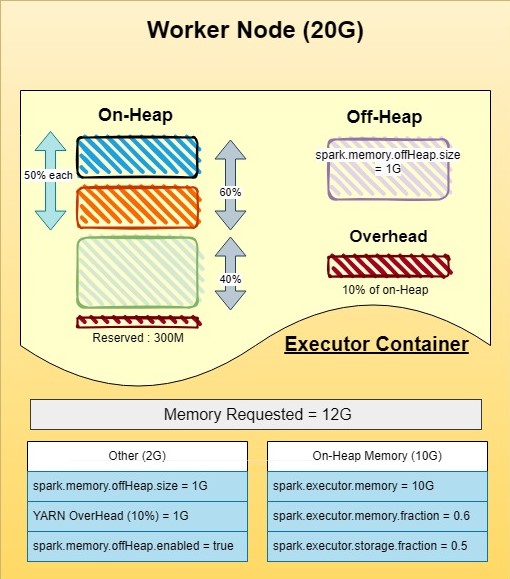 Worker Node (20G)
On-Heap
Off-Heap
50% each
60%
spark.memory.offHeap.size
= 1G
Overhead
40%
10% of on-Heap
Reserved : 300M
Executor Container
Memory Requested = 12G
Other (2G)
spark.memory.offHeap.size = 1G
YARN OverHead (10%) = 1G
spark.memory.offHeap.enabled = true
On-Heap Memory (10G)
spark.executor.memory = 10G
spark.executor.memory.fraction = 0.6
spark.executor.storage.fraction = 0.5